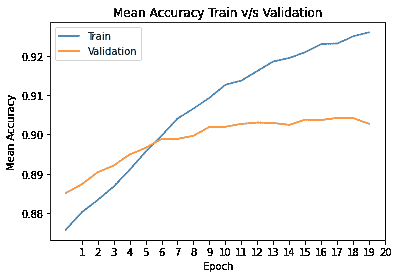 Mean Accuracy Train v/s Validation
Train
Validation
Mean Accuracy
0.92
0.91
0.90
0.89
0.88
1 2 3 4 5 6 7 8 9 10 11 12 13 14 15 16 17 18 19 20
Epoch